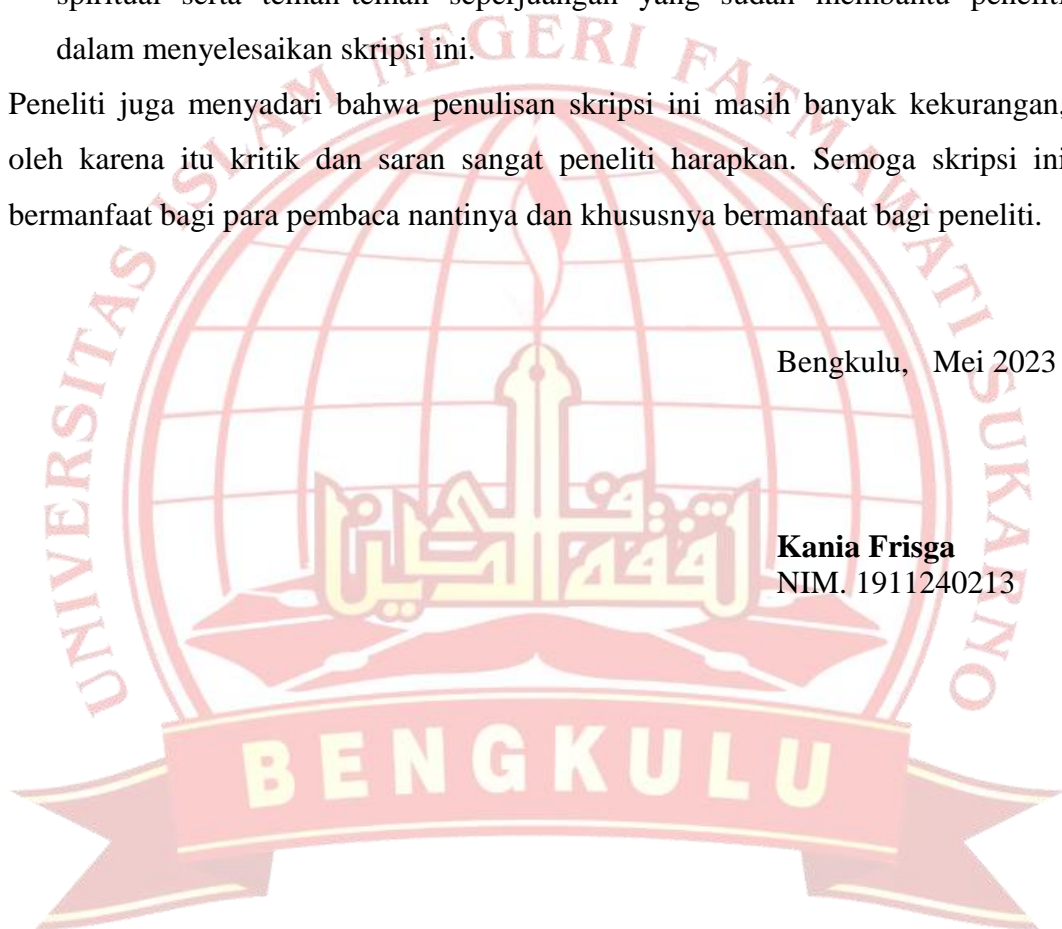 spiritual serta teman-teman seperjuangan yang sudah membantu peneliti
dalam menyelesaikan skripsi ini.
Peneliti juga menyadari bahwa penulisan skripsi ini masih banyak kekurangan,
oleh karena itu kritik dan saran sangat peneliti harapkan. Semoga skripsi ini
bermanfaat bagi para pembaca nantinya dan khususnya bermanfaat bagi peneliti.
Bengkulu, Mei 2023
Kania Frisga
NIM. 1911240213
UNIVERSITAS ISLAM NEGERI FATMAWATI SUKARNO
BENGKULU